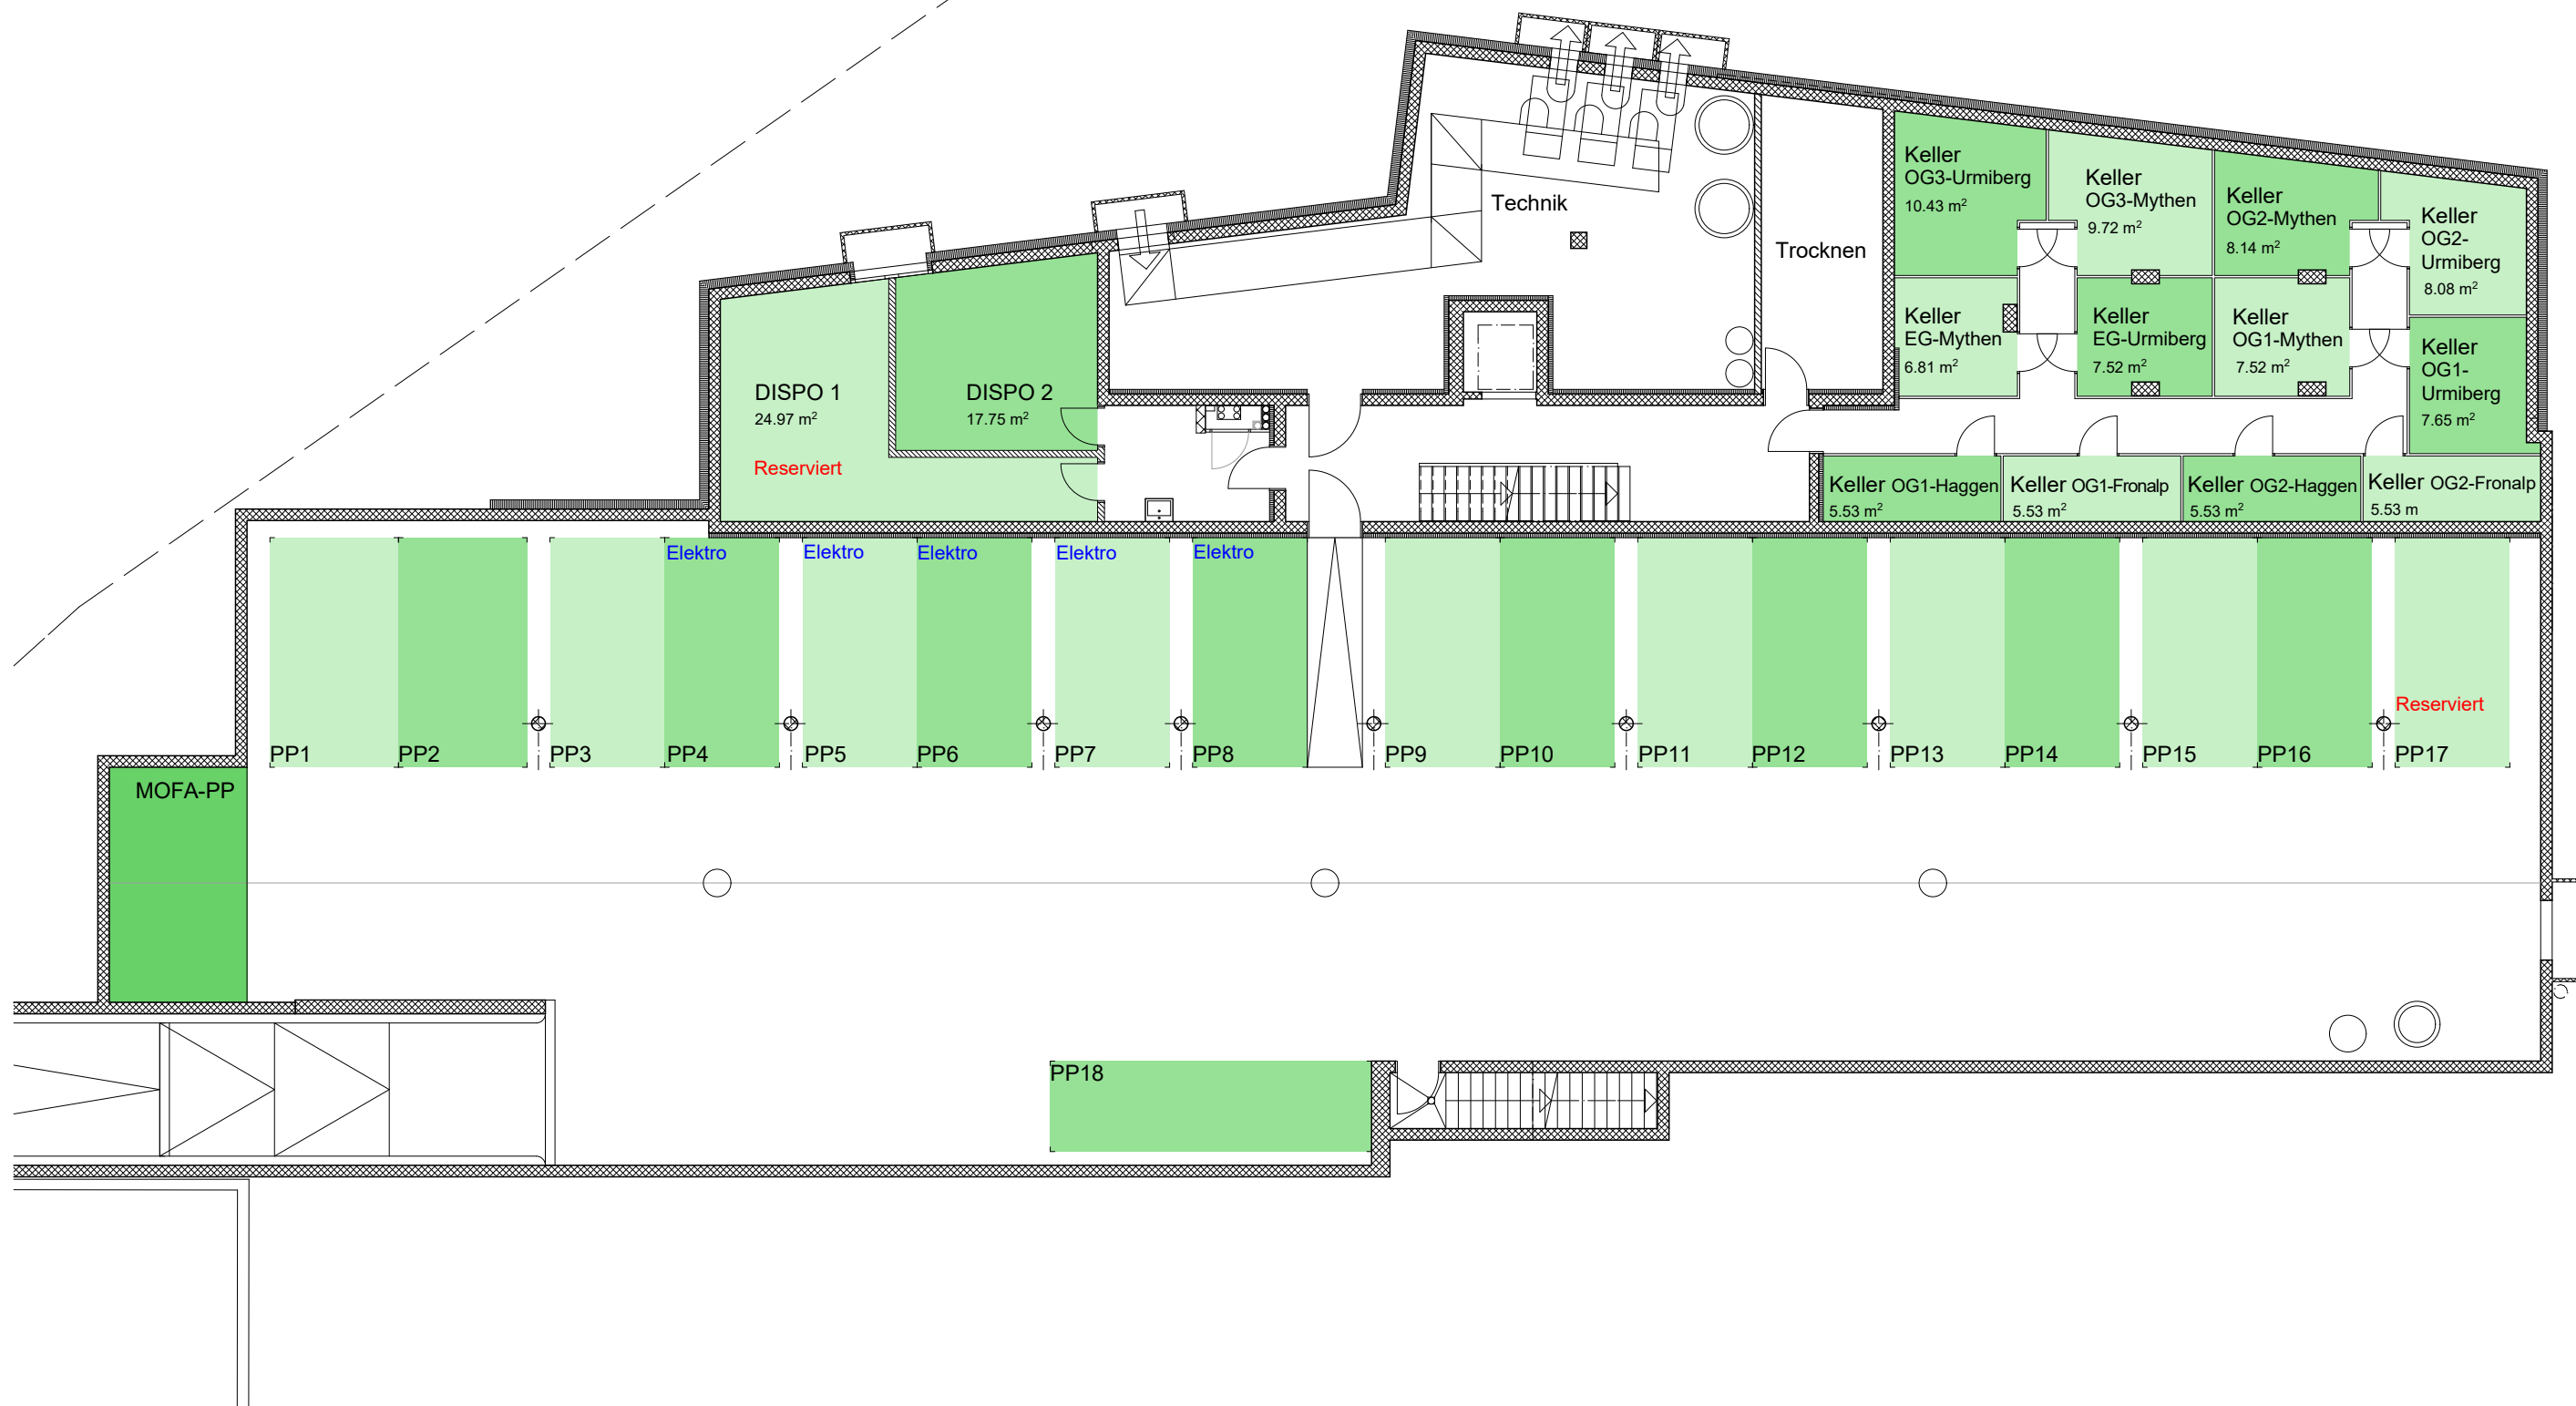 Technik
Trocknen
Keller
OG3-Urmiberg
10.43 m²
Keller
OG3-Mythen
9.72 m²
Keller
OG2-Mythen
8.14 m²
Keller
OG2-
Urmiberg
8.08 m²
Keller
EG-Mythen
6.81 m²
Keller
EG-Urmiberg
7.52 m²
Keller
OG1-Mythen
7.52 m²
Keller
OG1-
Urmiberg
7.65 m²
DISPO 1
24.97 m²
Reserviert
DISPO 2
17.75 m²
Keller OG1-Haggen
5.53 m²
Keller OG1-Fronalp
5.53 m²
Keller OG2-Haggen
5.53 m²
Keller OG2-Fronalp
5.53 m
Elektro
Elektro
Elektro
Elektro
Elektro
Reserviert
PP1
PP2
PP3
PP4
PP5
PP6
PP7
PP8
PP9
PP10
PP11
PP12
PP13
PP14
PP15
PP16
PP17
MOFA-PP
PP18